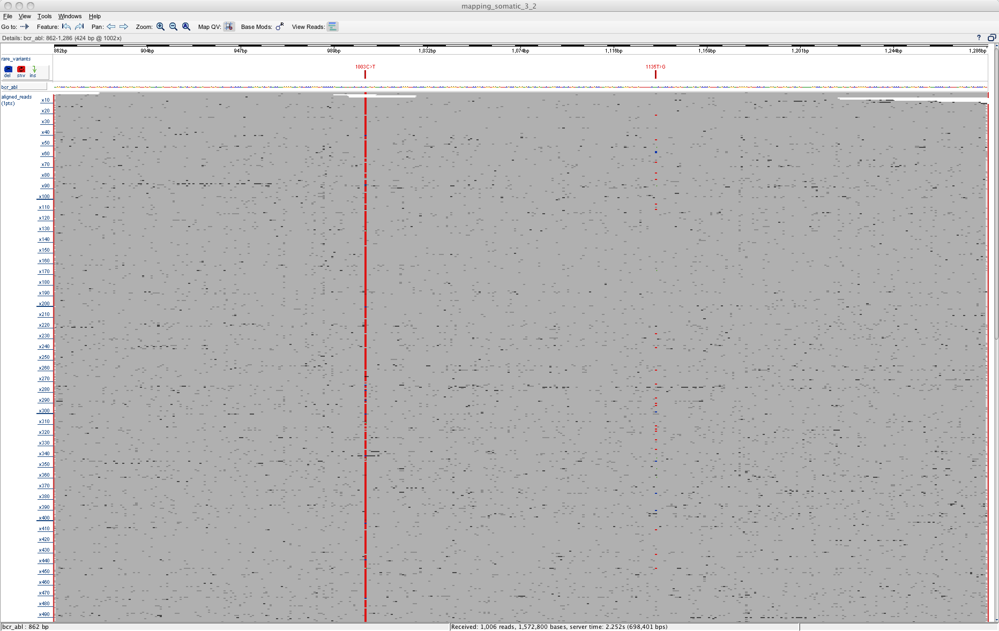 mapping_somatic_3_2
File View Tools Windows Help
Go to: Feature: Pan: Zoom: Map QV: Base Mods: R View Reads:
Details: bcr_abl: 862-1,286 (424 bp @ 1002x) ?
862bp 904bp 947bp 989bp 1,032bp 1,074bp 1,116bp 1,159bp 1,201bp 1,244bp 1,286bp
rare_variants
1003C>T 1135T>G
del snv ins
bcr_abl
aligned_reads
(1pts)
x10
x20
x30
x40
x50
x60
x70
x80
x90
x100
x110
x120
x130
x140
x150
x160
x170
x180
x190
x200
x210
x220
x230
x240
x250
x260
x270
x280
x290
x300
x310
x320
x330
x340
x350
x360
x370
x380
x390
x400
x410
x420
x430
x440
x450
x460
x470
x480
x490
bcr_abl : 862 bp Received: 1,006 reads, 1,572,800 bases, server time: 2.252s (698,401 bps)